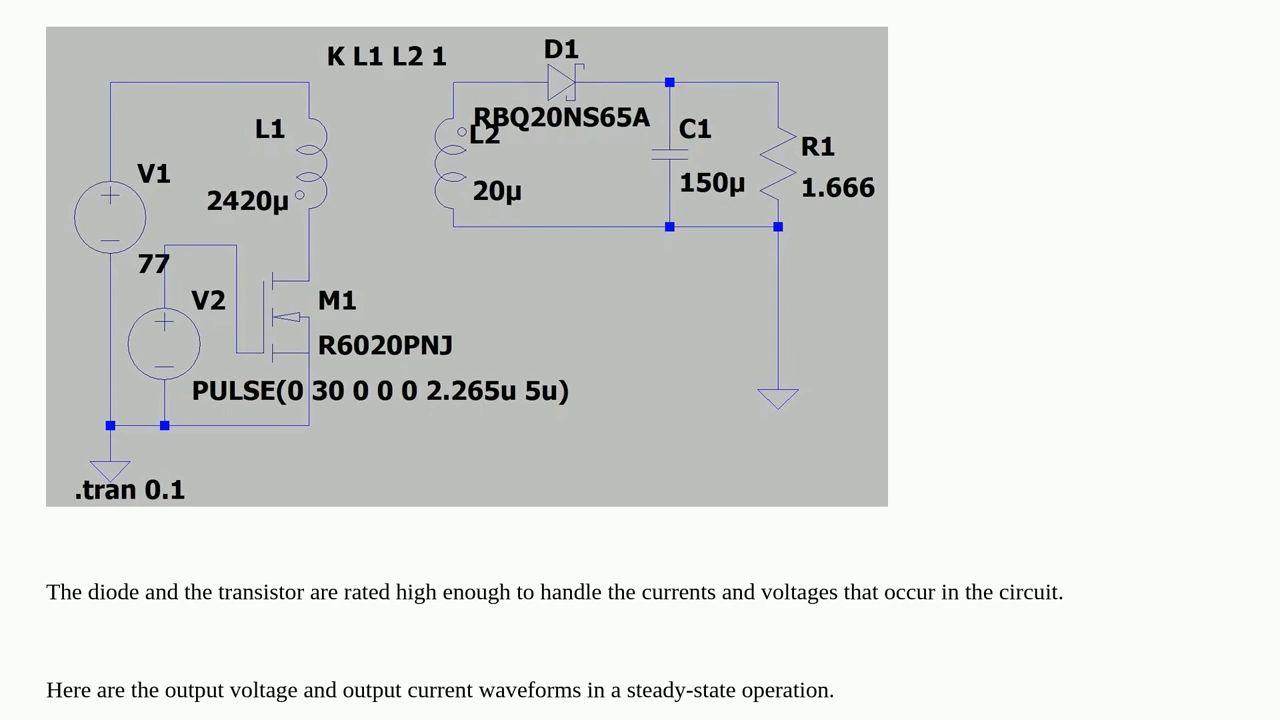 K L1 L2 1
D1
RBQ20NS65A
L1
L2
C1
R1
V1
2420µ
20µ
150µ
1.666
77
V2
M1
R6020PNJ
PULSE(0 30 0 0 0 2.265u 5u)
.tran 0.1
The diode and the transistor are rated high enough to handle the currents and voltages that occur in the circuit.
Here are the output voltage and output current waveforms in a steady-state operation.